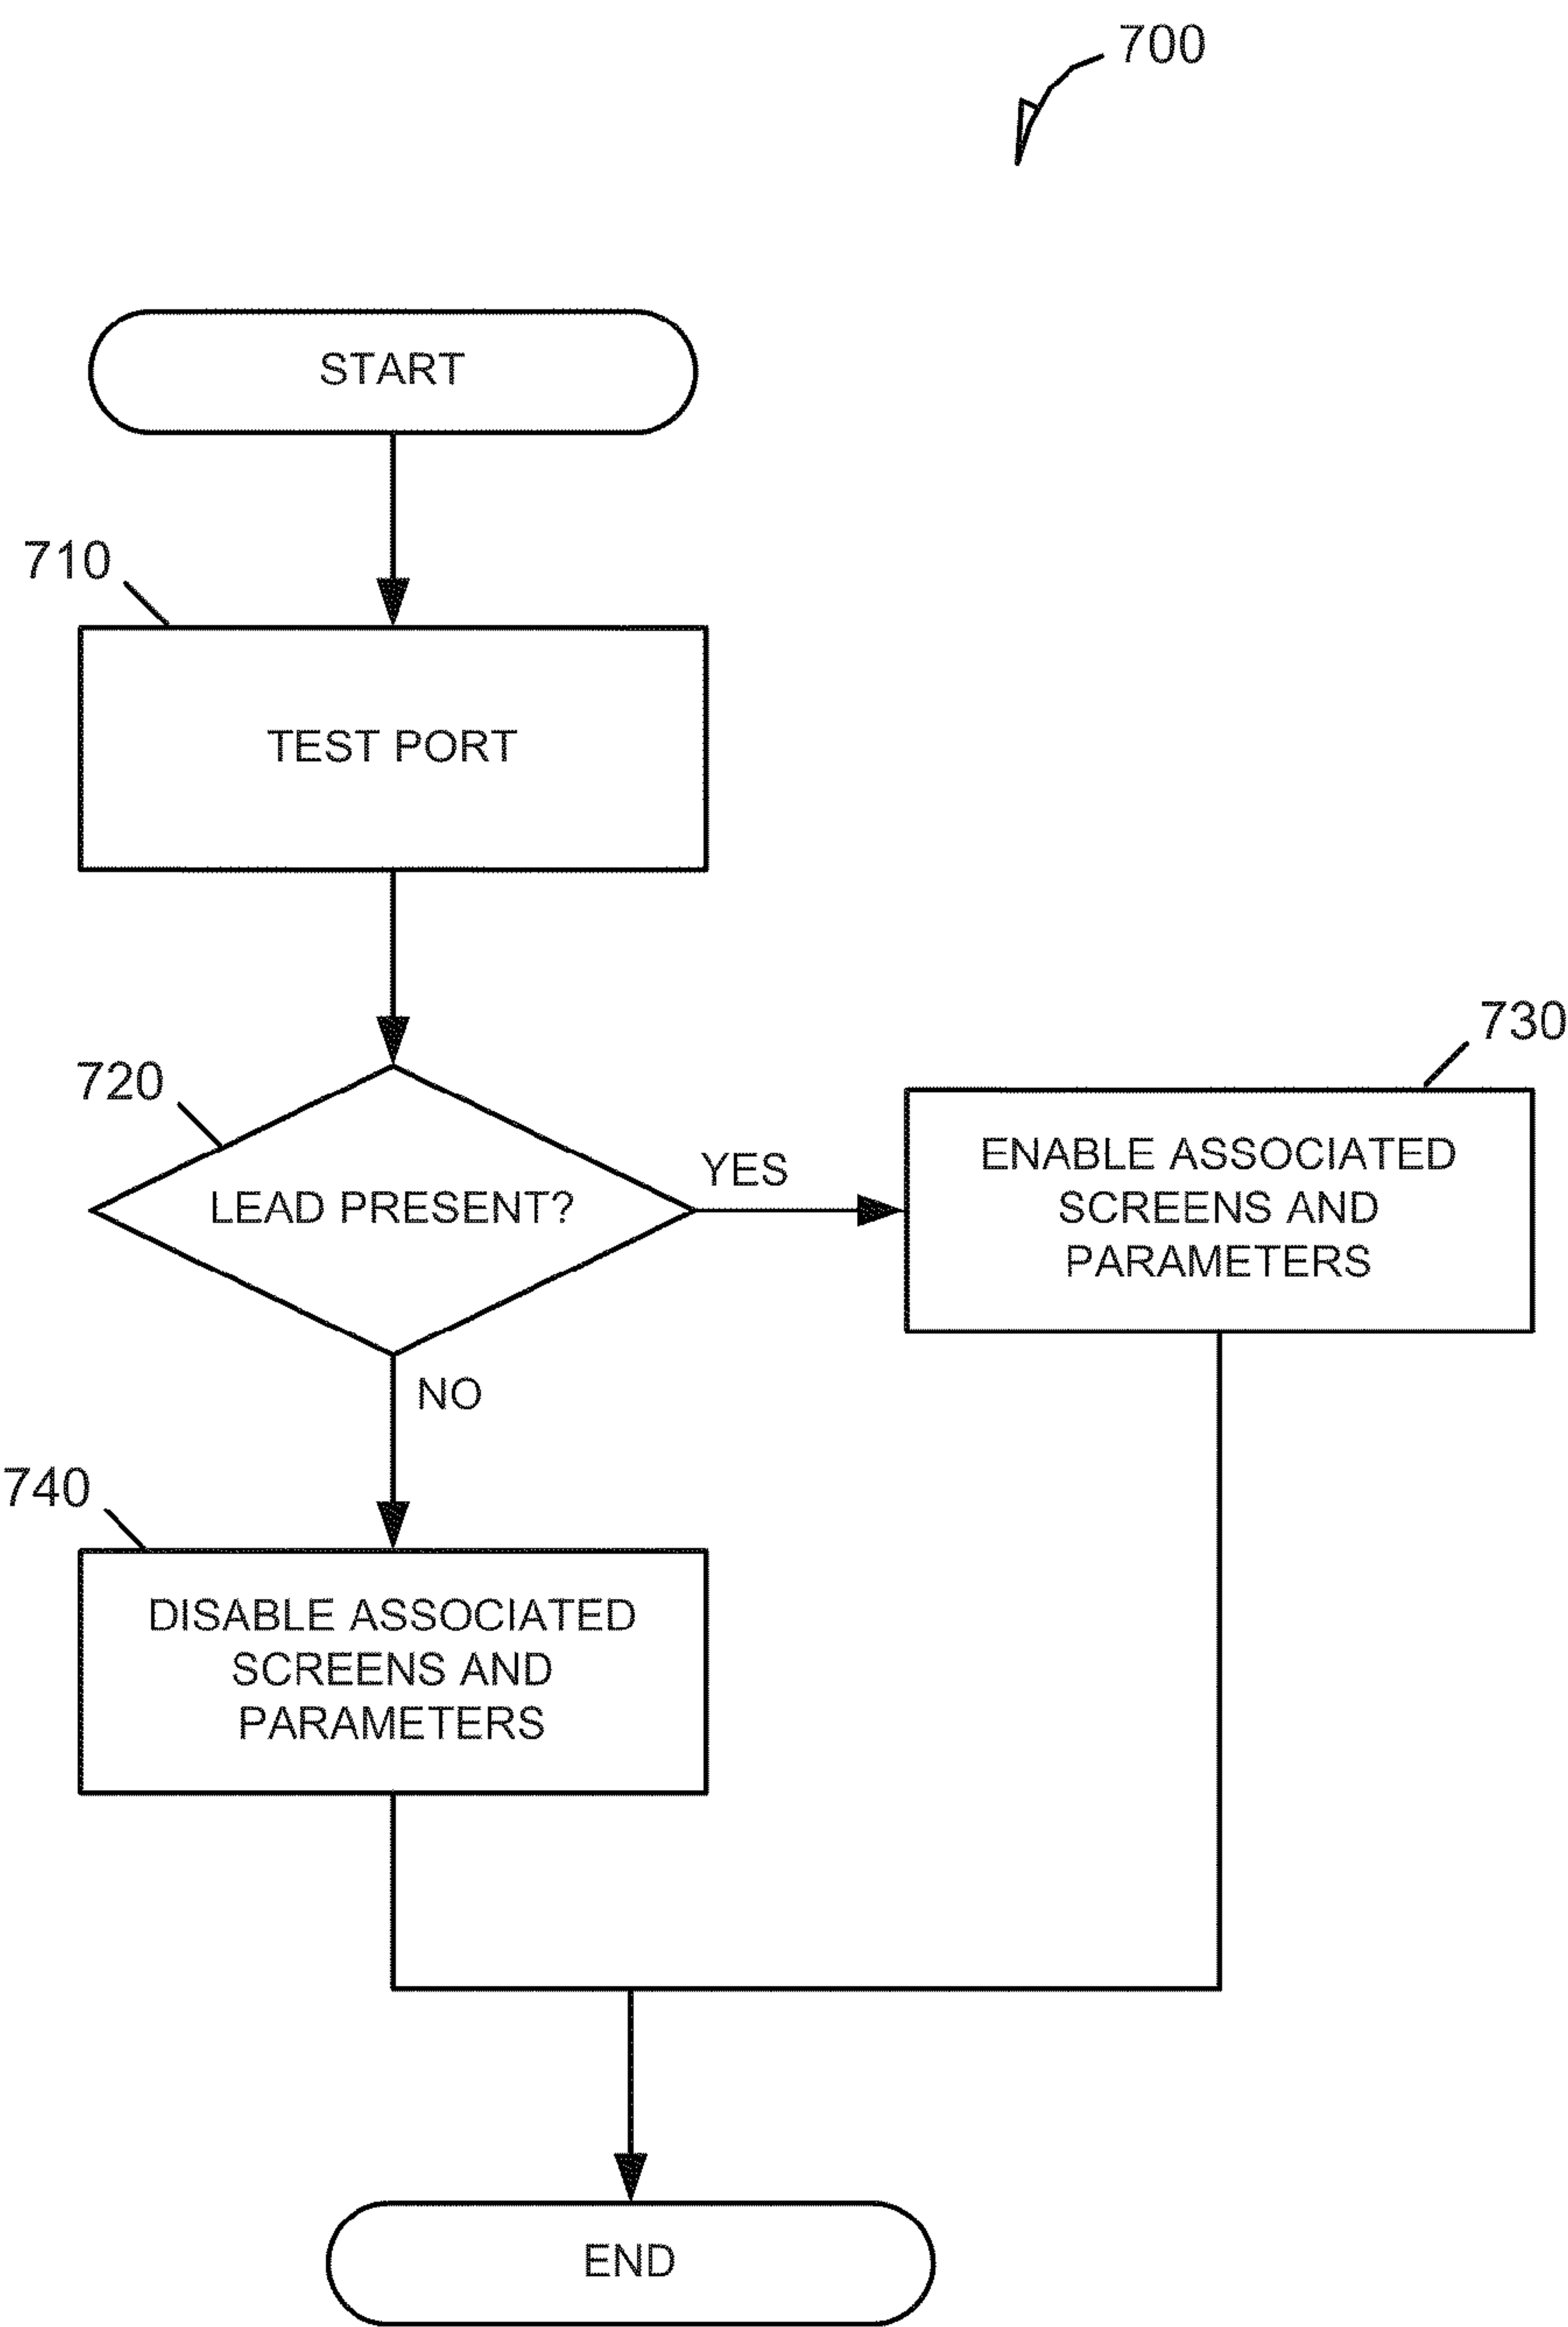 700
START
710
TEST PORT
720
LEAD PRESENT?
YES
730
ENABLE ASSOCIATED
SCREENS AND
PARAMETERS
NO
740
DISABLE ASSOCIATED
SCREENS AND
PARAMETERS
END